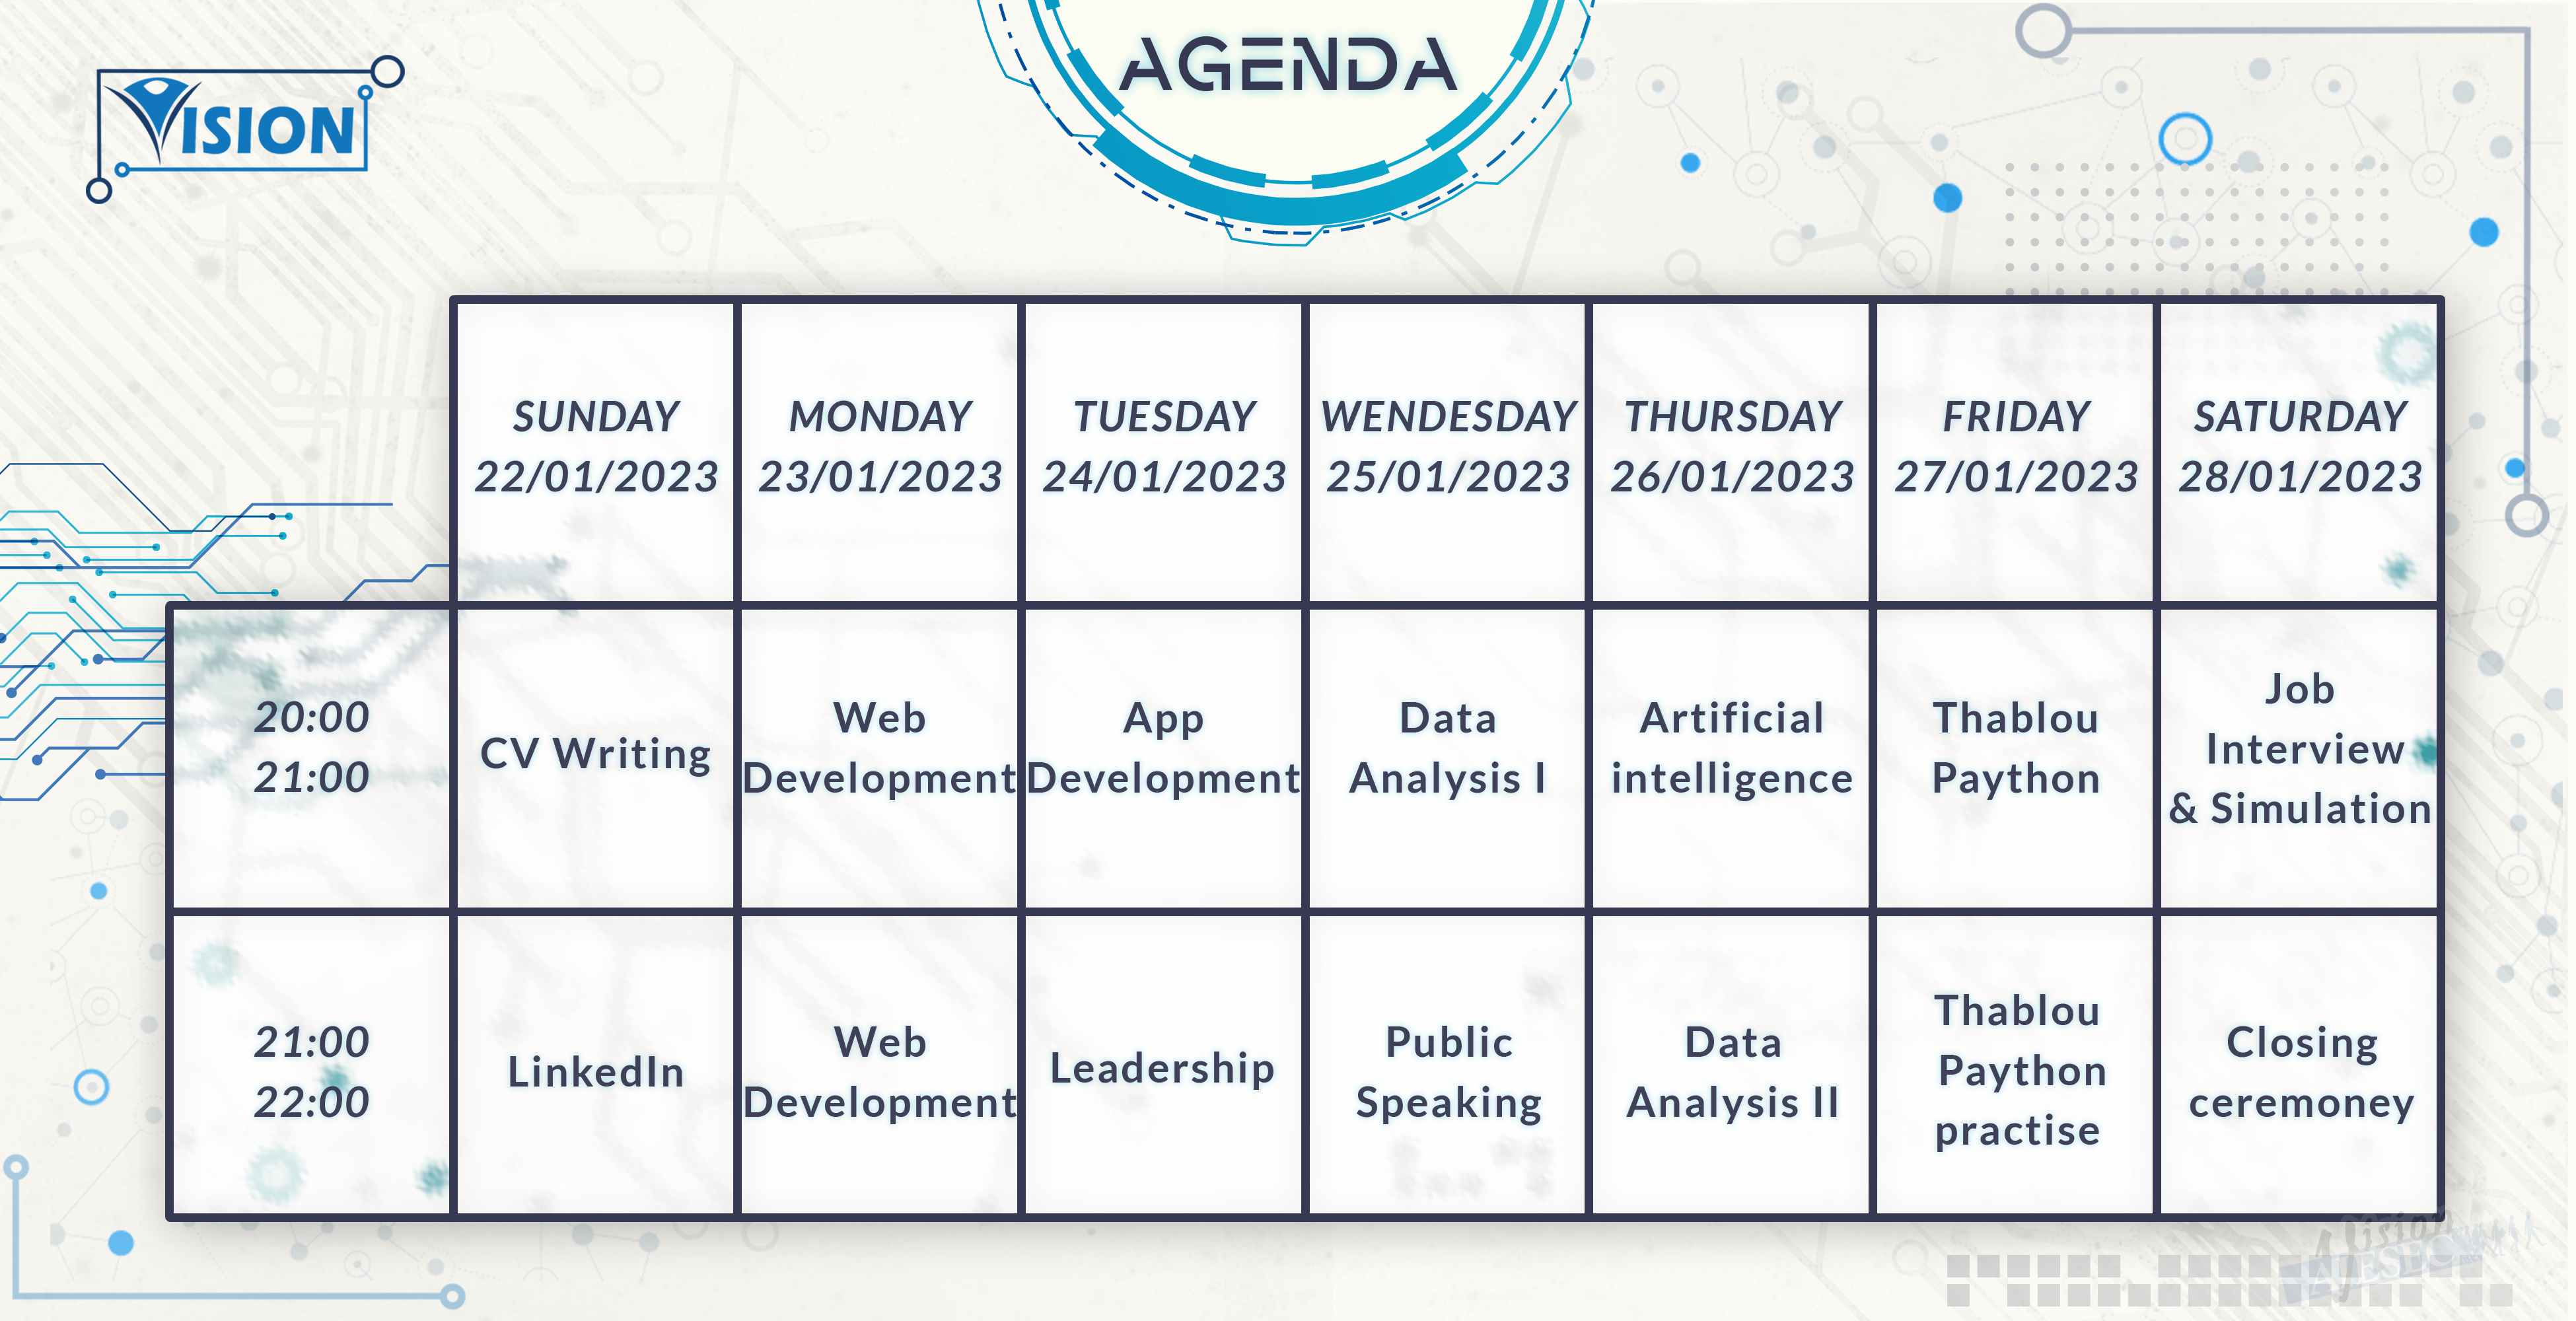 VISION
AGENDA
SUNDAY
22/01/2023
MONDAY
23/01/2023
TUESDAY
24/01/2023
WENDESDAY
25/01/2023
THURSDAY
26/01/2023
FRIDAY
27/01/2023
SATURDAY
28/01/2023
20:00
21:00
CV Writing
Web
Development
App
Development
Data
Analysis I
Artificial
intelligence
Thablou
Paython
Job
Interview
& Simulation
21:00
22:00
LinkedIn
Web
Development
Leadership
Public
Speaking
Data
Analysis II
Thablou
Paython
practise
Closing
ceremoney
Vision
AIESEC